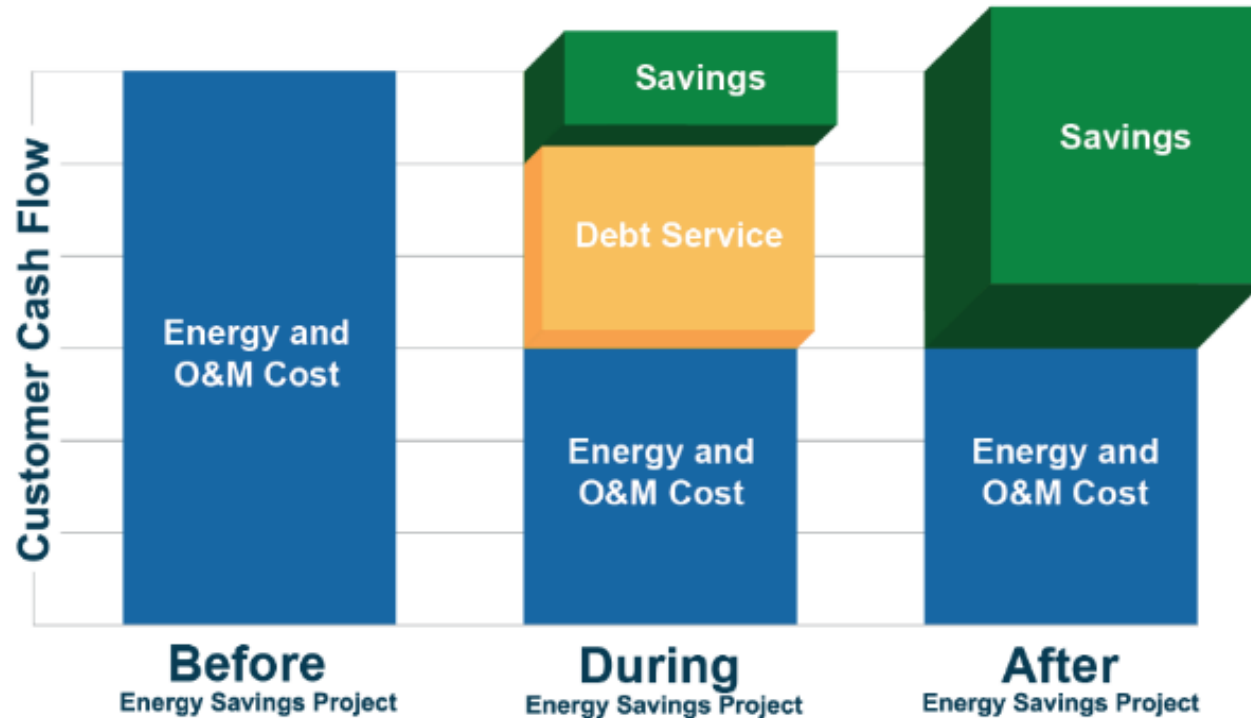 Customer Cash Flow
Energy and
O&M Cost
Savings
Debt Service
Energy and
O&M Cost
Savings
Energy and
O&M Cost
Before
Energy Savings Project
During
Energy Savings Project
After
Energy Savings Project